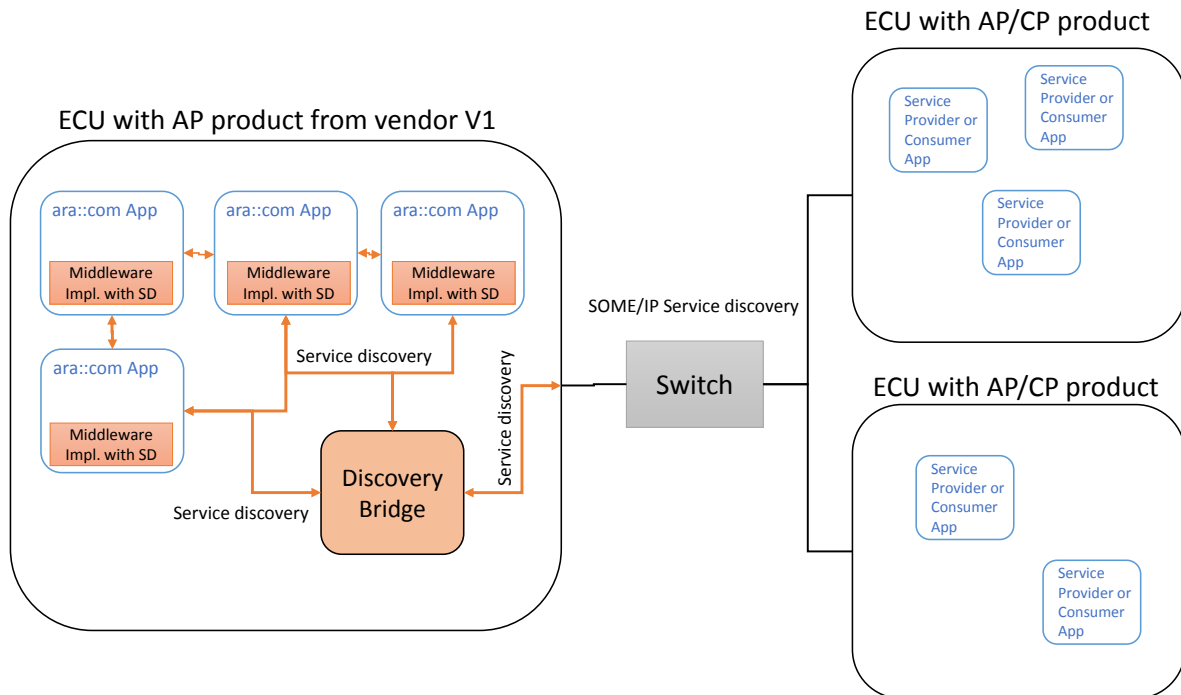 ECU with AP product from vendor V1
ara::com App
Middleware
Impl. with SD
ara::com App
Middleware
Impl. with SD
ara::com App
Middleware
Impl. with SD
ara::com App
Middleware
Impl. with SD
Service discovery
Service discovery
Service discovery
Discovery
Bridge
SOME/IP Service discovery
Switch
ECU with AP/CP product
Service
Provider or
Consumer
App
Service
Provider or
Consumer
App
Service
Provider or
Consumer
App
ECU with AP/CP product
Service
Provider or
Consumer
App
Service
Provider or
Consumer
App